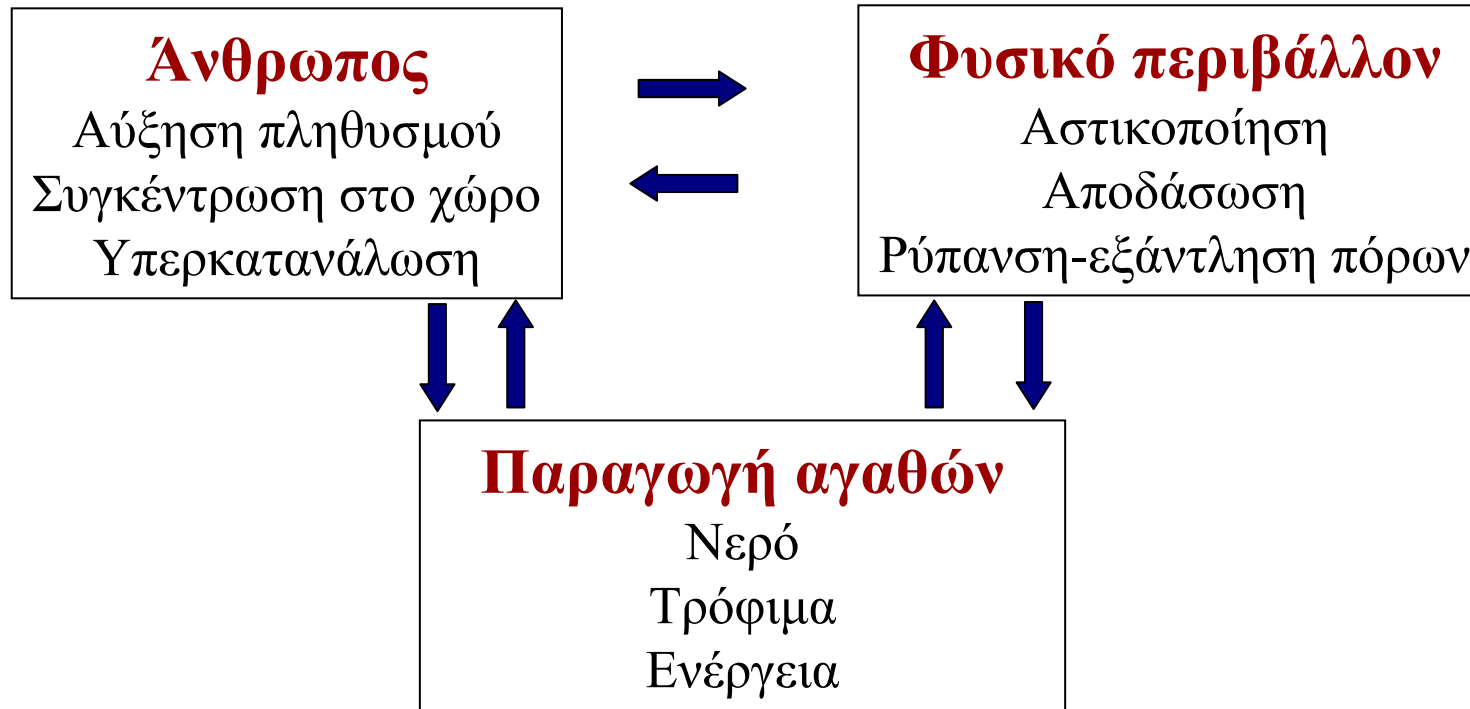 Άνθρωπος
Αύξηση πληθυσμού
Συγκέντρωση στο χώρο
Υπερκατανάλωση
Φυσικό περιβάλλον
Αστικοποίηση
Αποδάσωση
Ρύπανση-εξάντληση πόρων
Παραγωγή αγαθών
Νερό
Τρόφιμα
Ενέργεια